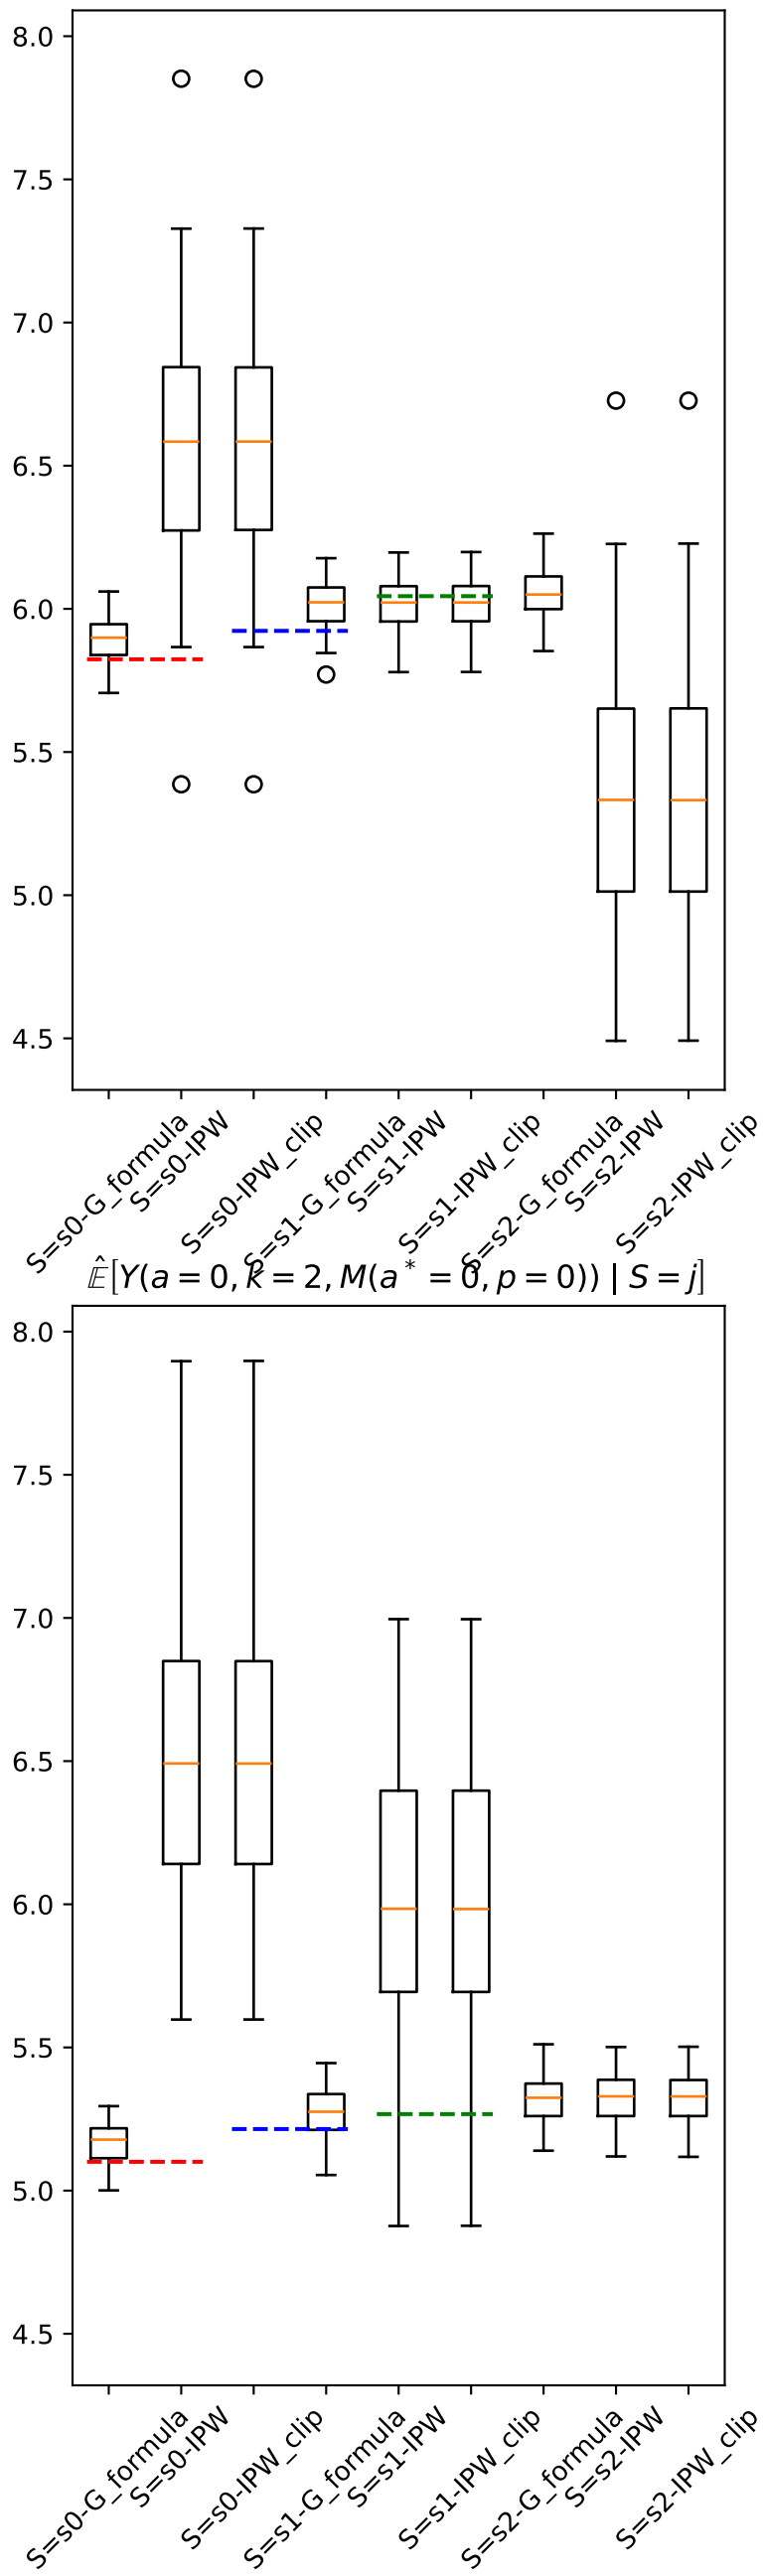 8.0
7.5
7.0
6.5
6.0
5.5
5.0
4.5
S=s0-G_formula
S=s0-IPW
S=s0-IPW_clip
S=s1-G_formula
S=s1-IPW
S=s1-IPW_clip
S=s2-G_formula
S=s2-IPW
S=s2-IPW_clip
𝔼̂[Y(a = 0, k = 2, M(a* = 0, p = 0)) | S = j]
8.0
7.5
7.0
6.5
6.0
5.5
5.0
4.5
S=s0-G_formula
S=s0-IPW
S=s0-IPW_clip
S=s1-G_formula
S=s1-IPW
S=s1-IPW_clip
S=s2-G_formula
S=s2-IPW
S=s2-IPW_clip